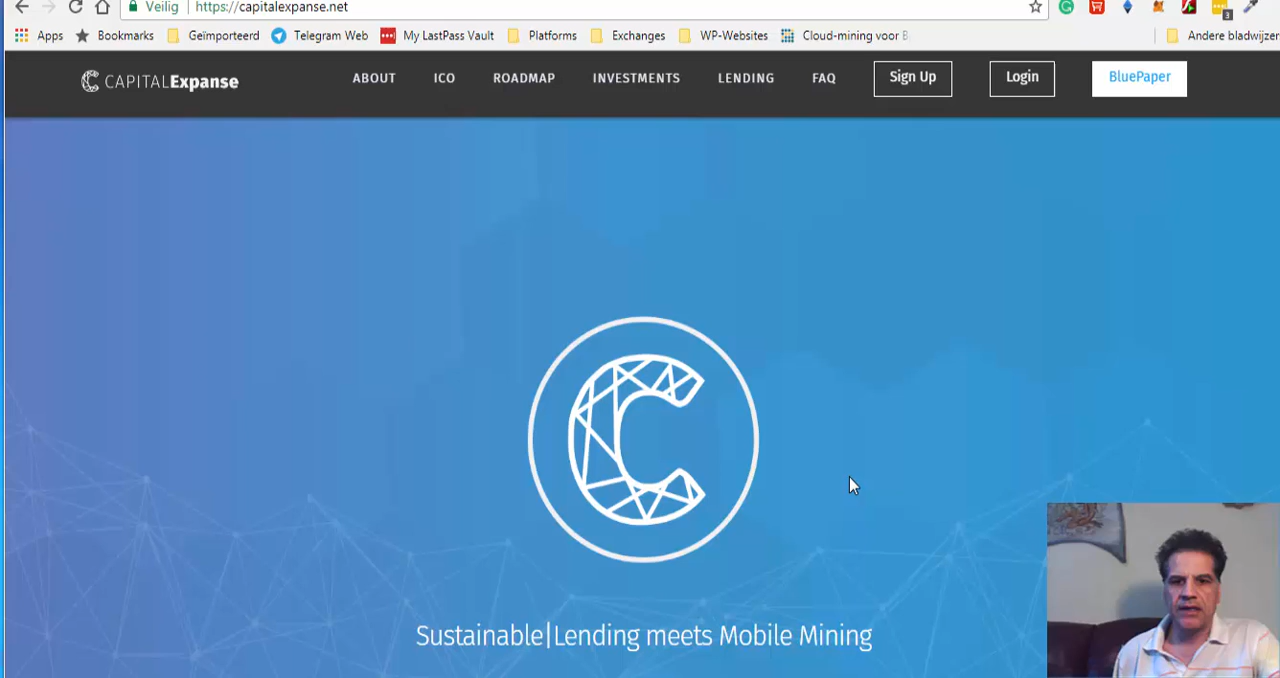 Veilig https://capitalexpanse.net
Apps Bookmarks Geïmporteerd Telegram Web My LastPass Vault Platforms Exchanges WP-Websites Cloud-mining voor Andere bladwijzer
3
CAPITALExpanse ABOUT ICO ROADMAP INVESTMENTS LENDING FAQ Sign Up Login BluePaper
Sustainable|Lending meets Mobile Mining